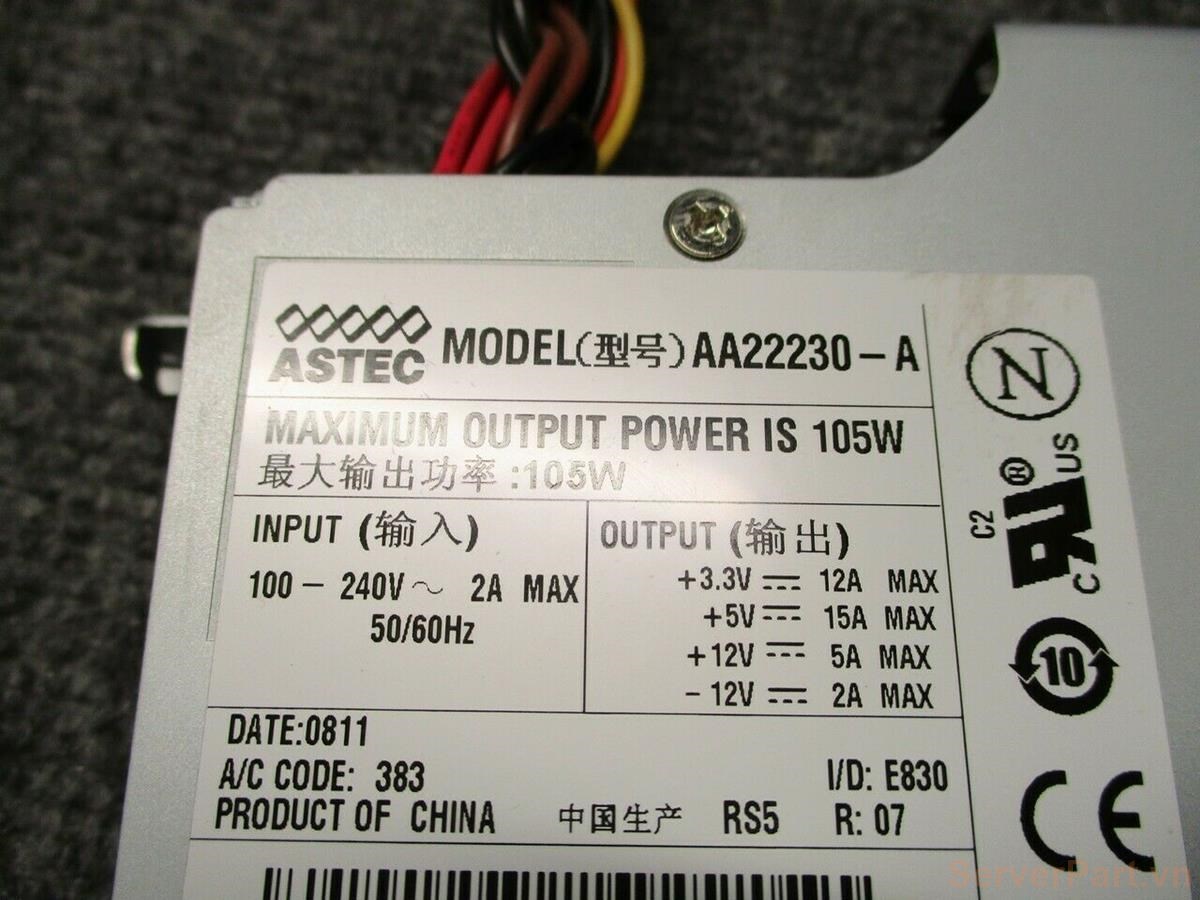 ASTEC MODEL(型号) AA22230-A
MAXIMUM OUTPUT POWER IS 105W
最大输出功率:105W
INPUT (输入)
100 - 240V ~ 2A MAX
50/60Hz
OUTPUT (输出)
+3.3V ⎓ 12A MAX
+5V ⎓ 15A MAX
+12V ⎓ 5A MAX
-12V ⎓ 2A MAX
DATE:0811
A/C CODE: 383 I/D: E830
PRODUCT OF CHINA 中国生产 RS5 R: 07
N
C2 ® US
C
10
CE
ServerPart.vn